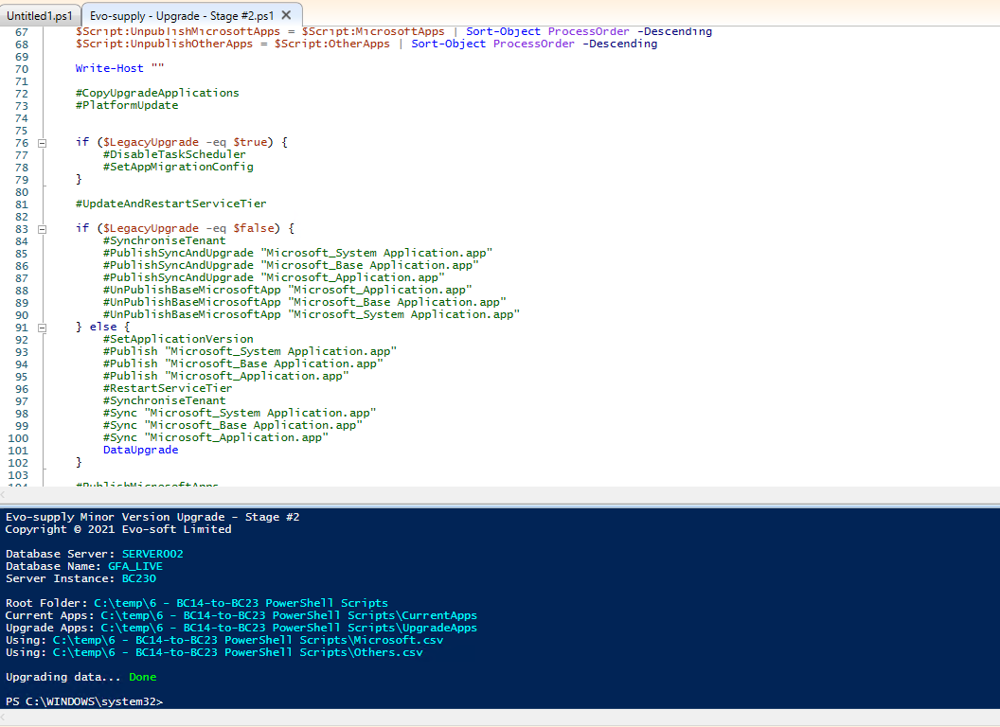 Untitled1.ps1 Evo-supply - Upgrade - Stage #2.ps1 X
67 $Script:UnpublishMicrosoftApps = $Script:MicrosoftApps | Sort-Object ProcessOrder -Descending
68 $Script:UnpublishOtherApps = $Script:OtherApps | Sort-Object ProcessOrder -Descending
69
70 Write-Host ""
71
72 #CopyUpgradeApplications
73 #PlatformUpdate
74
75
76 if ($LegacyUpgrade -eq $true) {
77 #DisableTaskScheduler
78 #SetAppMigrationConfig
79 }
80
81 #UpdateAndRestartServiceTier
82
83 if ($LegacyUpgrade -eq $false) {
84 #SynchroniseTenant
85 #PublishSyncAndUpgrade "Microsoft_System Application.app"
86 #PublishSyncAndUpgrade "Microsoft_Base Application.app"
87 #PublishSyncAndUpgrade "Microsoft_Application.app"
88 #UnPublishBaseMicrosoftApp "Microsoft_Application.app"
89 #UnPublishBaseMicrosoftApp "Microsoft_Base Application.app"
90 #UnPublishBaseMicrosoftApp "Microsoft_System Application.app"
91 } else {
92 #SetApplicationVersion
93 #Publish "Microsoft_System Application.app"
94 #Publish "Microsoft_Base Application.app"
95 #Publish "Microsoft_Application.app"
96 #RestartServiceTier
97 #SynchroniseTenant
98 #Sync "Microsoft_System Application.app"
99 #Sync "Microsoft_Base Application.app"
100 #Sync "Microsoft_Application.app"
101 DataUpgrade
102 }
103
104 #PublishMicrosoftApps
Evo-supply Minor Version Upgrade - Stage #2
Copyright © 2021 Evo-soft Limited
Database Server: SERVER002
Database Name: GFA_LIVE
Server Instance: BC230
Root Folder: C:\temp\6 - BC14-to-BC23 PowerShell Scripts
Current Apps: C:\temp\6 - BC14-to-BC23 PowerShell Scripts\CurrentApps
Upgrade Apps: C:\temp\6 - BC14-to-BC23 PowerShell Scripts\UpgradeApps
Using: C:\temp\6 - BC14-to-BC23 PowerShell Scripts\Microsoft.csv
Using: C:\temp\6 - BC14-to-BC23 PowerShell Scripts\Others.csv
Upgrading data... Done
PS C:\WINDOWS\system32>